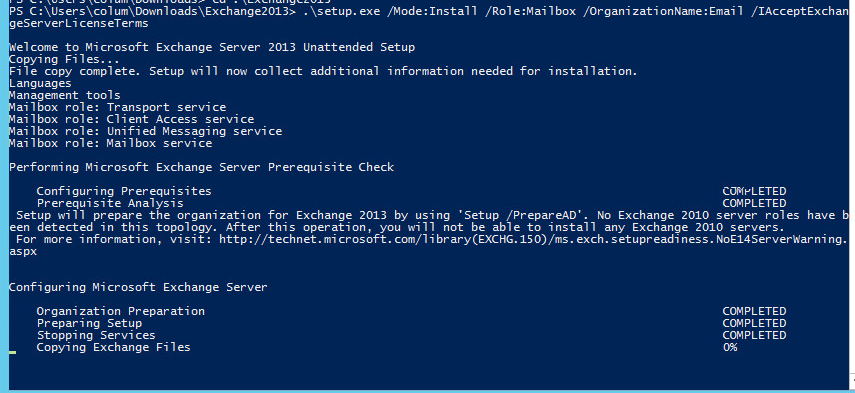 PS C:\Users\colum\Downloads\Exchange2013> .\setup.exe /Mode:Install /Role:Mailbox /OrganizationName:Email /IAcceptExchan
geServerLicenseTerms
Welcome to Microsoft Exchange Server 2013 Unattended Setup
Copying Files...
File copy complete. Setup will now collect additional information needed for installation.
Languages
Management tools
Mailbox role: Transport service
Mailbox role: Client Access service
Mailbox role: Unified Messaging service
Mailbox role: Mailbox service
Performing Microsoft Exchange Server Prerequisite Check
Configuring Prerequisites COMPLETED
Prerequisite Analysis COMPLETED
Setup will prepare the organization for Exchange 2013 by using 'Setup /PrepareAD'. No Exchange 2010 server roles have b
een detected in this topology. After this operation, you will not be able to install any Exchange 2010 servers.
For more information, visit: http://technet.microsoft.com/library(EXCHG.150)/ms.exch.setupreadiness.NoE14ServerWarning.
aspx
Configuring Microsoft Exchange Server
Organization Preparation COMPLETED
Preparing Setup COMPLETED
Stopping Services COMPLETED
Copying Exchange Files 0%